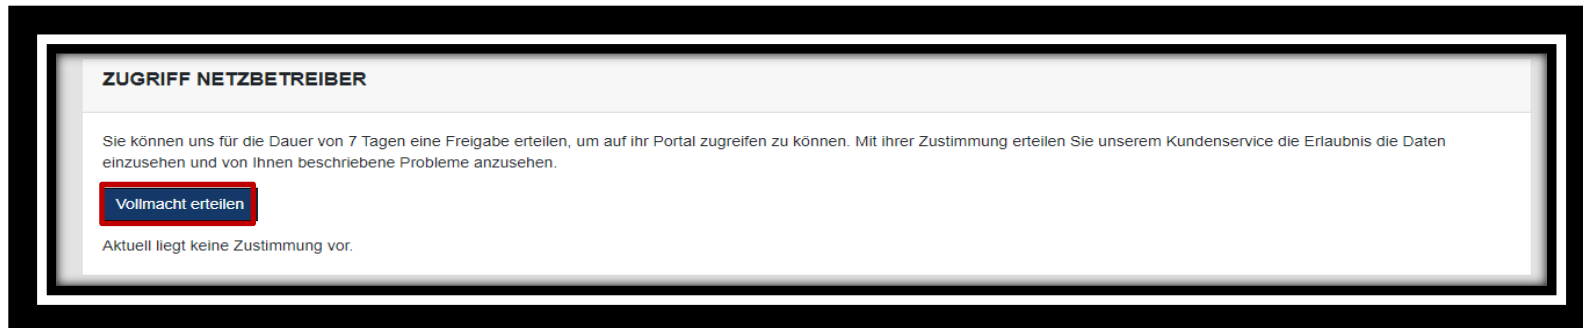 ZUGRIFF NETZBETREIBER
Sie können uns für die Dauer von 7 Tagen eine Freigabe erteilen, um auf ihr Portal zugreifen zu können. Mit ihrer Zustimmung erteilen Sie unserem Kundenservice die Erlaubnis die Daten
einzusehen und von Ihnen beschriebene Probleme anzusehen.
Vollmacht erteilen
Aktuell liegt keine Zustimmung vor.